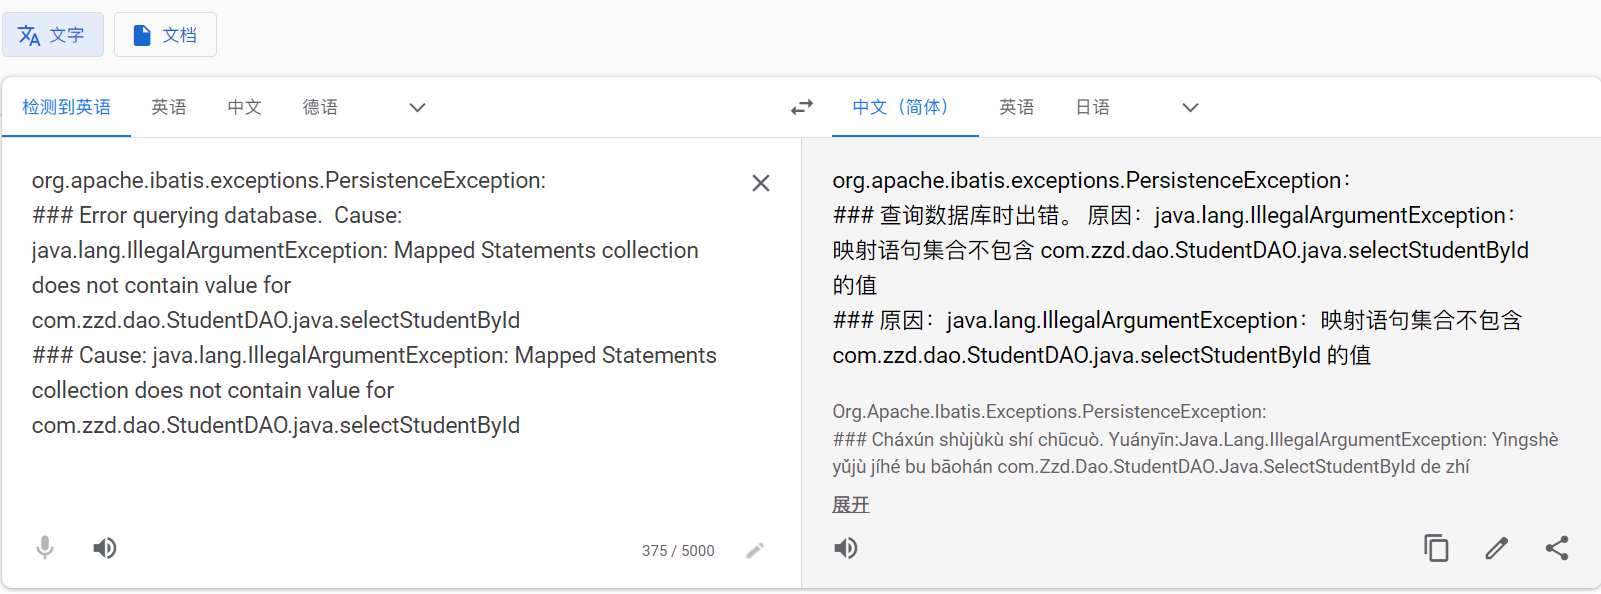 文字
文档
检测到英语
英语
中文
德语
中文（简体）
英语
日语
org.apache.ibatis.exceptions.PersistenceException:
### Error querying database.  Cause:
java.lang.IllegalArgumentException: Mapped Statements collection
does not contain value for
com.zzd.dao.StudentDAO.java.selectStudentById
### Cause: java.lang.IllegalArgumentException: Mapped Statements
collection does not contain value for
com.zzd.dao.StudentDAO.java.selectStudentById
375 / 5000
org.apache.ibatis.exceptions.PersistenceException：
### 查询数据库时出错。 原因：java.lang.IllegalArgumentException：
映射语句集合不包含 com.zzd.dao.StudentDAO.java.selectStudentById
的值
### 原因：java.lang.IllegalArgumentException：映射语句集合不包含
com.zzd.dao.StudentDAO.java.selectStudentById 的值
Org.Apache.Ibatis.Exceptions.PersistenceException:
### Cháxún shùjùkù shí chūcuò. Yuányīn:Java.Lang.IllegalArgumentException: Yìngshè
yǔjù jíhé bu bāohán com.Zzd.Dao.StudentDAO.Java.SelectStudentById de zhí
展开